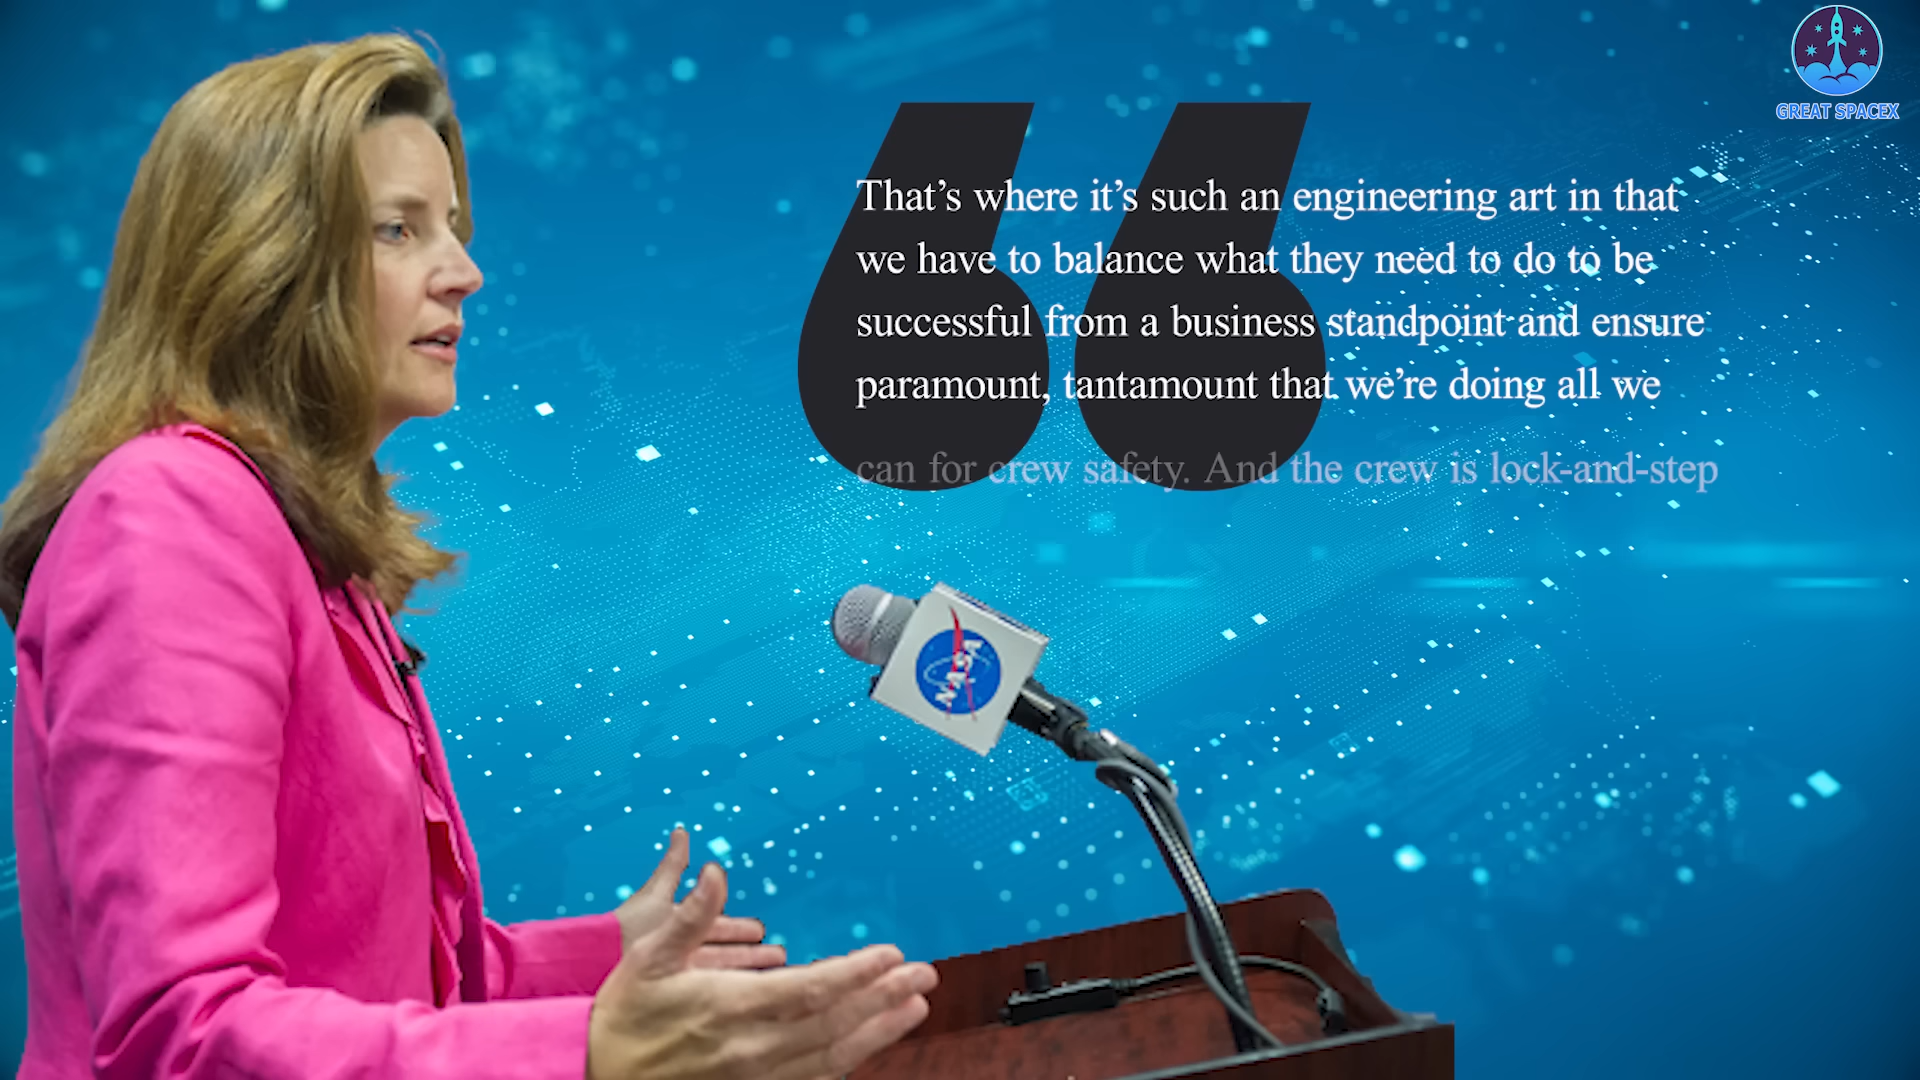 GREAT SPACEX
That’s where it’s such an engineering art in that
we have to balance what they need to do to be
successful from a business standpoint and ensure
paramount, tantamount that we’re doing all we
can for crew safety. And the crew is lock-and-step
NASA